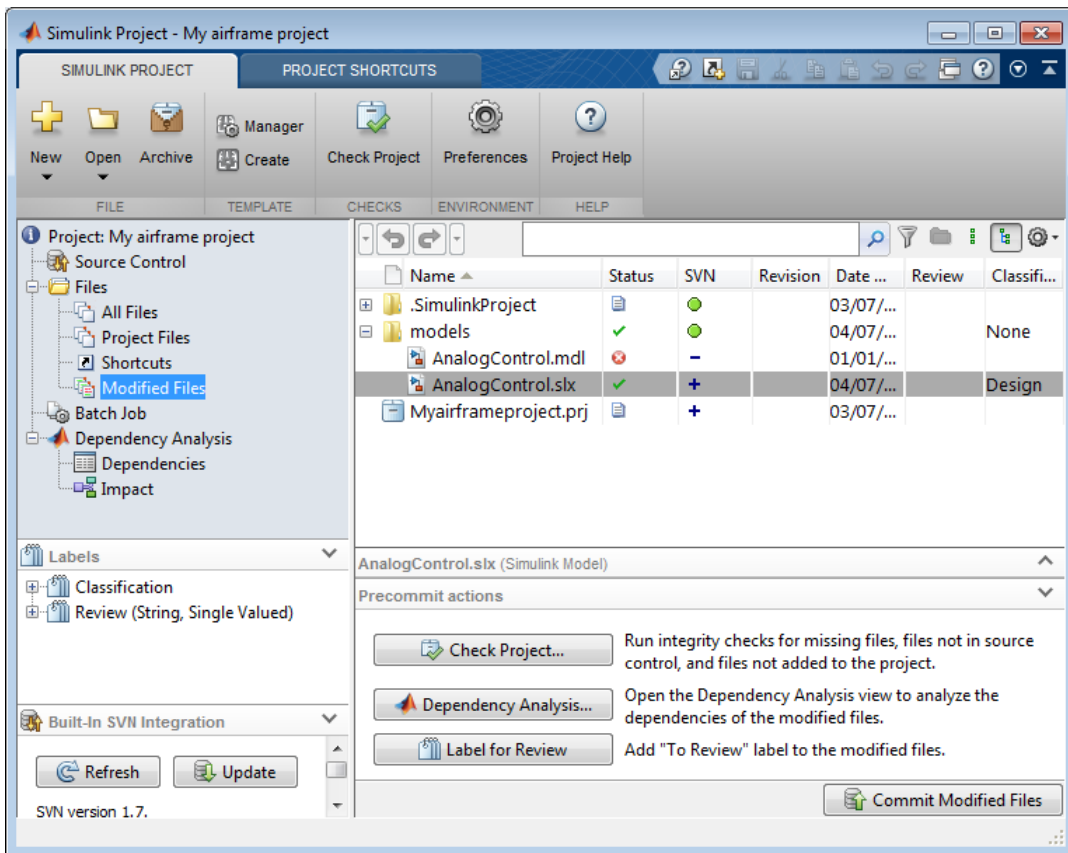 Simulink Project - My airframe project
SIMULINK PROJECT PROJECT SHORTCUTS
New Open Archive Manager Create Check Project Preferences Project Help
FILE TEMPLATE CHECKS ENVIRONMENT HELP
Project: My airframe project
Source Control
Files
All Files
Project Files
Shortcuts
Modified Files
Batch Job
Dependency Analysis
Dependencies
Impact
Labels
Classification
Review (String, Single Valued)
Built-In SVN Integration
Refresh Update
SVN version 1.7.
Name Status SVN Revision Date ... Review Classifi...
.SimulinkProject 03/07/...
models 04/07/... None
AnalogControl.mdl 01/01/...
AnalogControl.slx 04/07/... Design
Myairframeproject.prj 03/07/...
AnalogControl.slx (Simulink Model)
Precommit actions
Check Project... Run integrity checks for missing files, files not in source
control, and files not added to the project.
Dependency Analysis... Open the Dependency Analysis view to analyze the
dependencies of the modified files.
Label for Review Add "To Review" label to the modified files.
Commit Modified Files